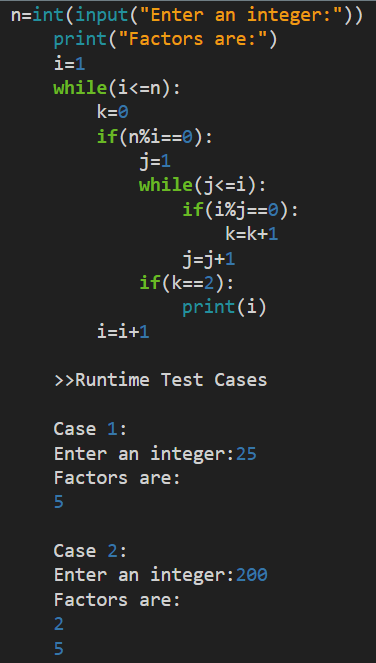 n=int(input("Enter an integer:"))
print("Factors are:")
i=1
while(i<=n):
k=0
if(n%i==0):
j=1
while(j<=i):
if(i%j==0):
k=k+1
j=j+1
if(k==2):
print(i)
i=i+1
>>Runtime Test Cases
Case 1:
Enter an integer:25
Factors are:
5
Case 2:
Enter an integer:200
Factors are:
2
5